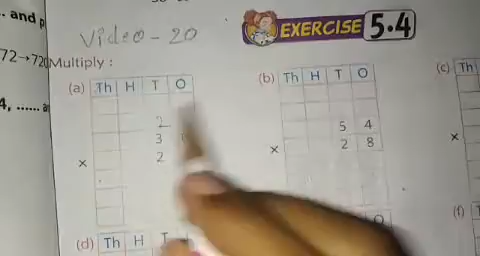 . and p
Video - 20
EXERCISE 5.4
72→720
Multiply :
4, ...... a
(a) Th H T O
2
3
× 2
(b) Th H T O
5 4
× 2 8
(c) Th
×
(d) Th H T
O
(f) T